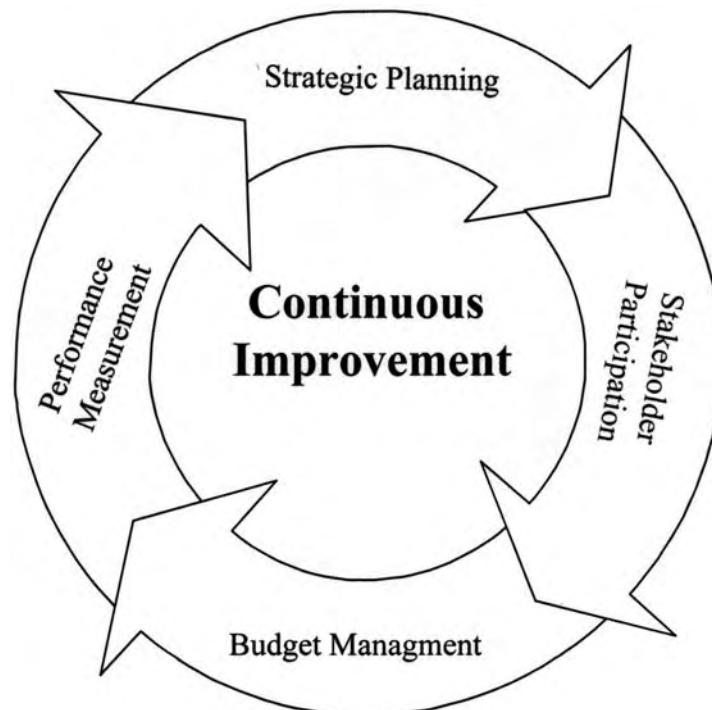 Strategic Planning
Stakeholder
Participation
Continuous
Improvement
Performance
Measurement
Budget Managment